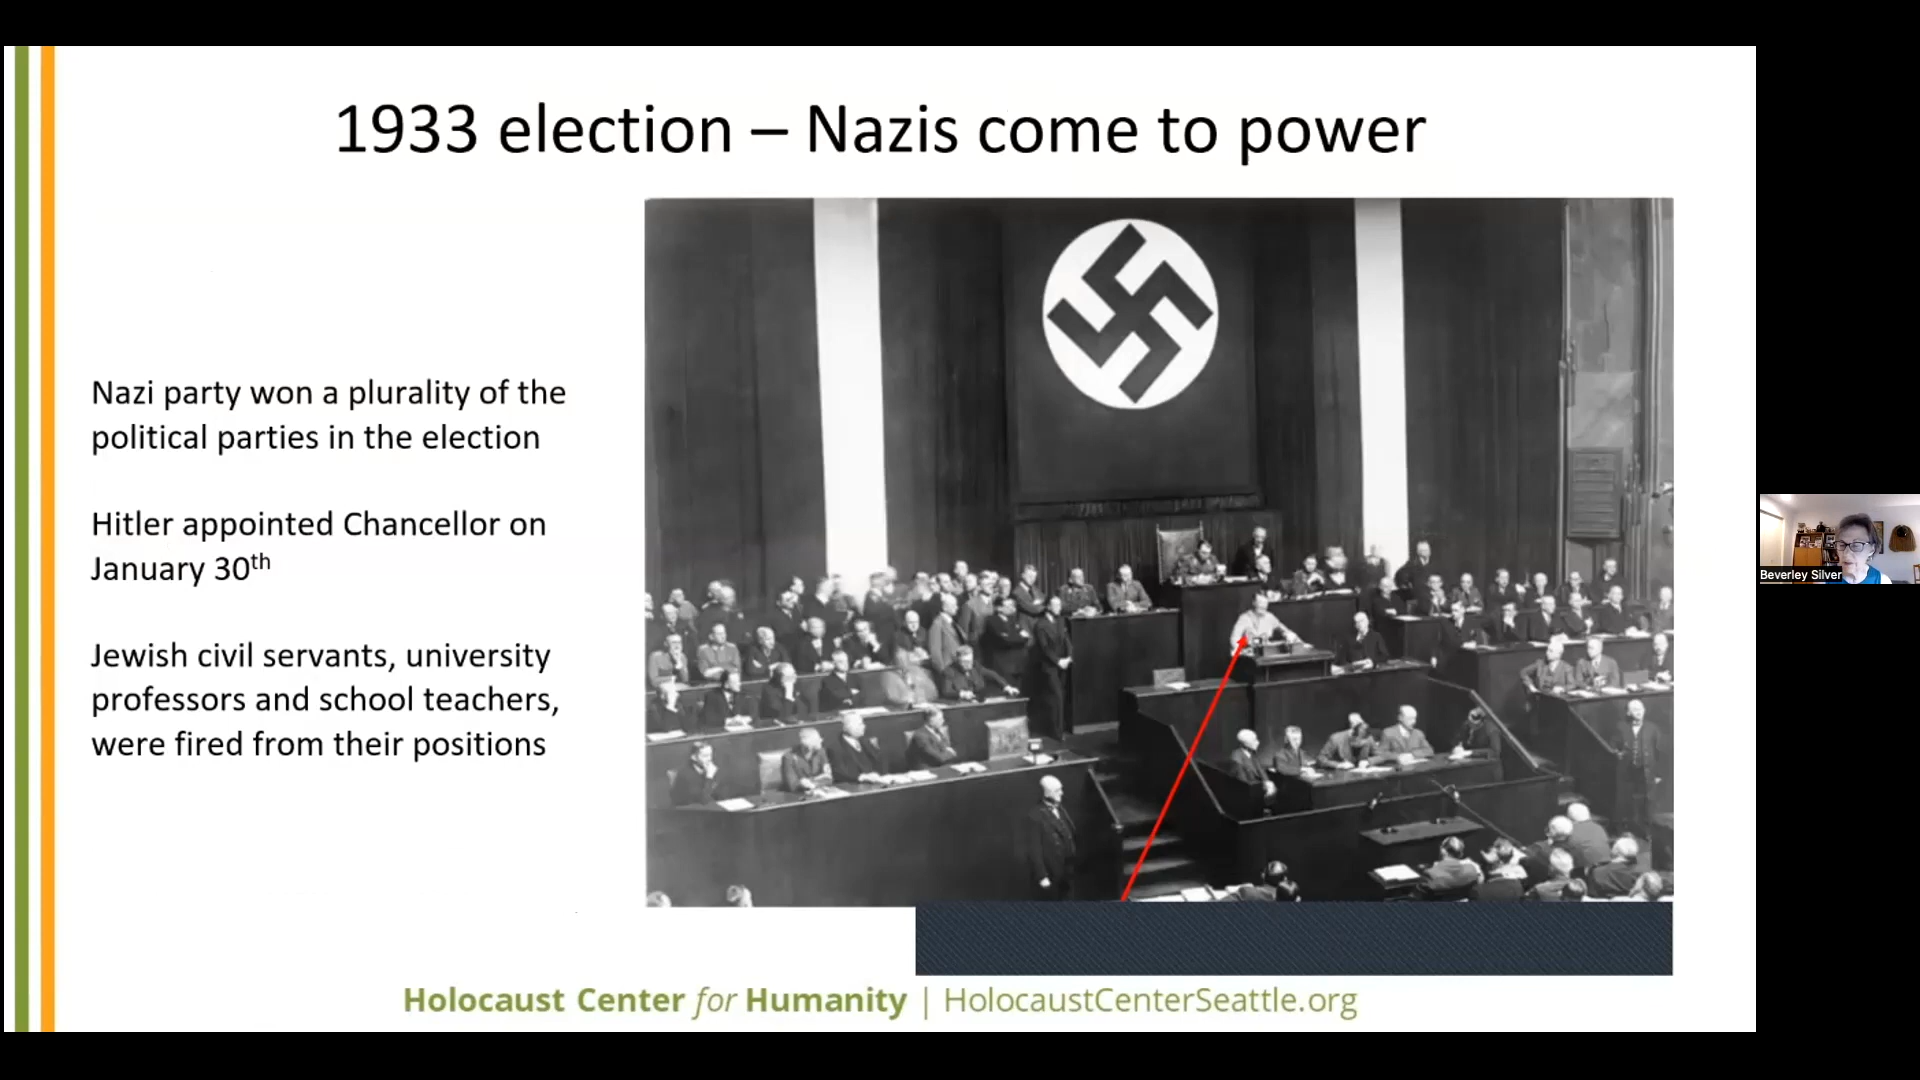 1933 election – Nazis come to power
Nazi party won a plurality of the
political parties in the election
Hitler appointed Chancellor on
January 30th
Jewish civil servants, university
professors and school teachers,
were fired from their positions
Beverley Silver
Holocaust Center for Humanity | HolocaustCenterSeattle.org